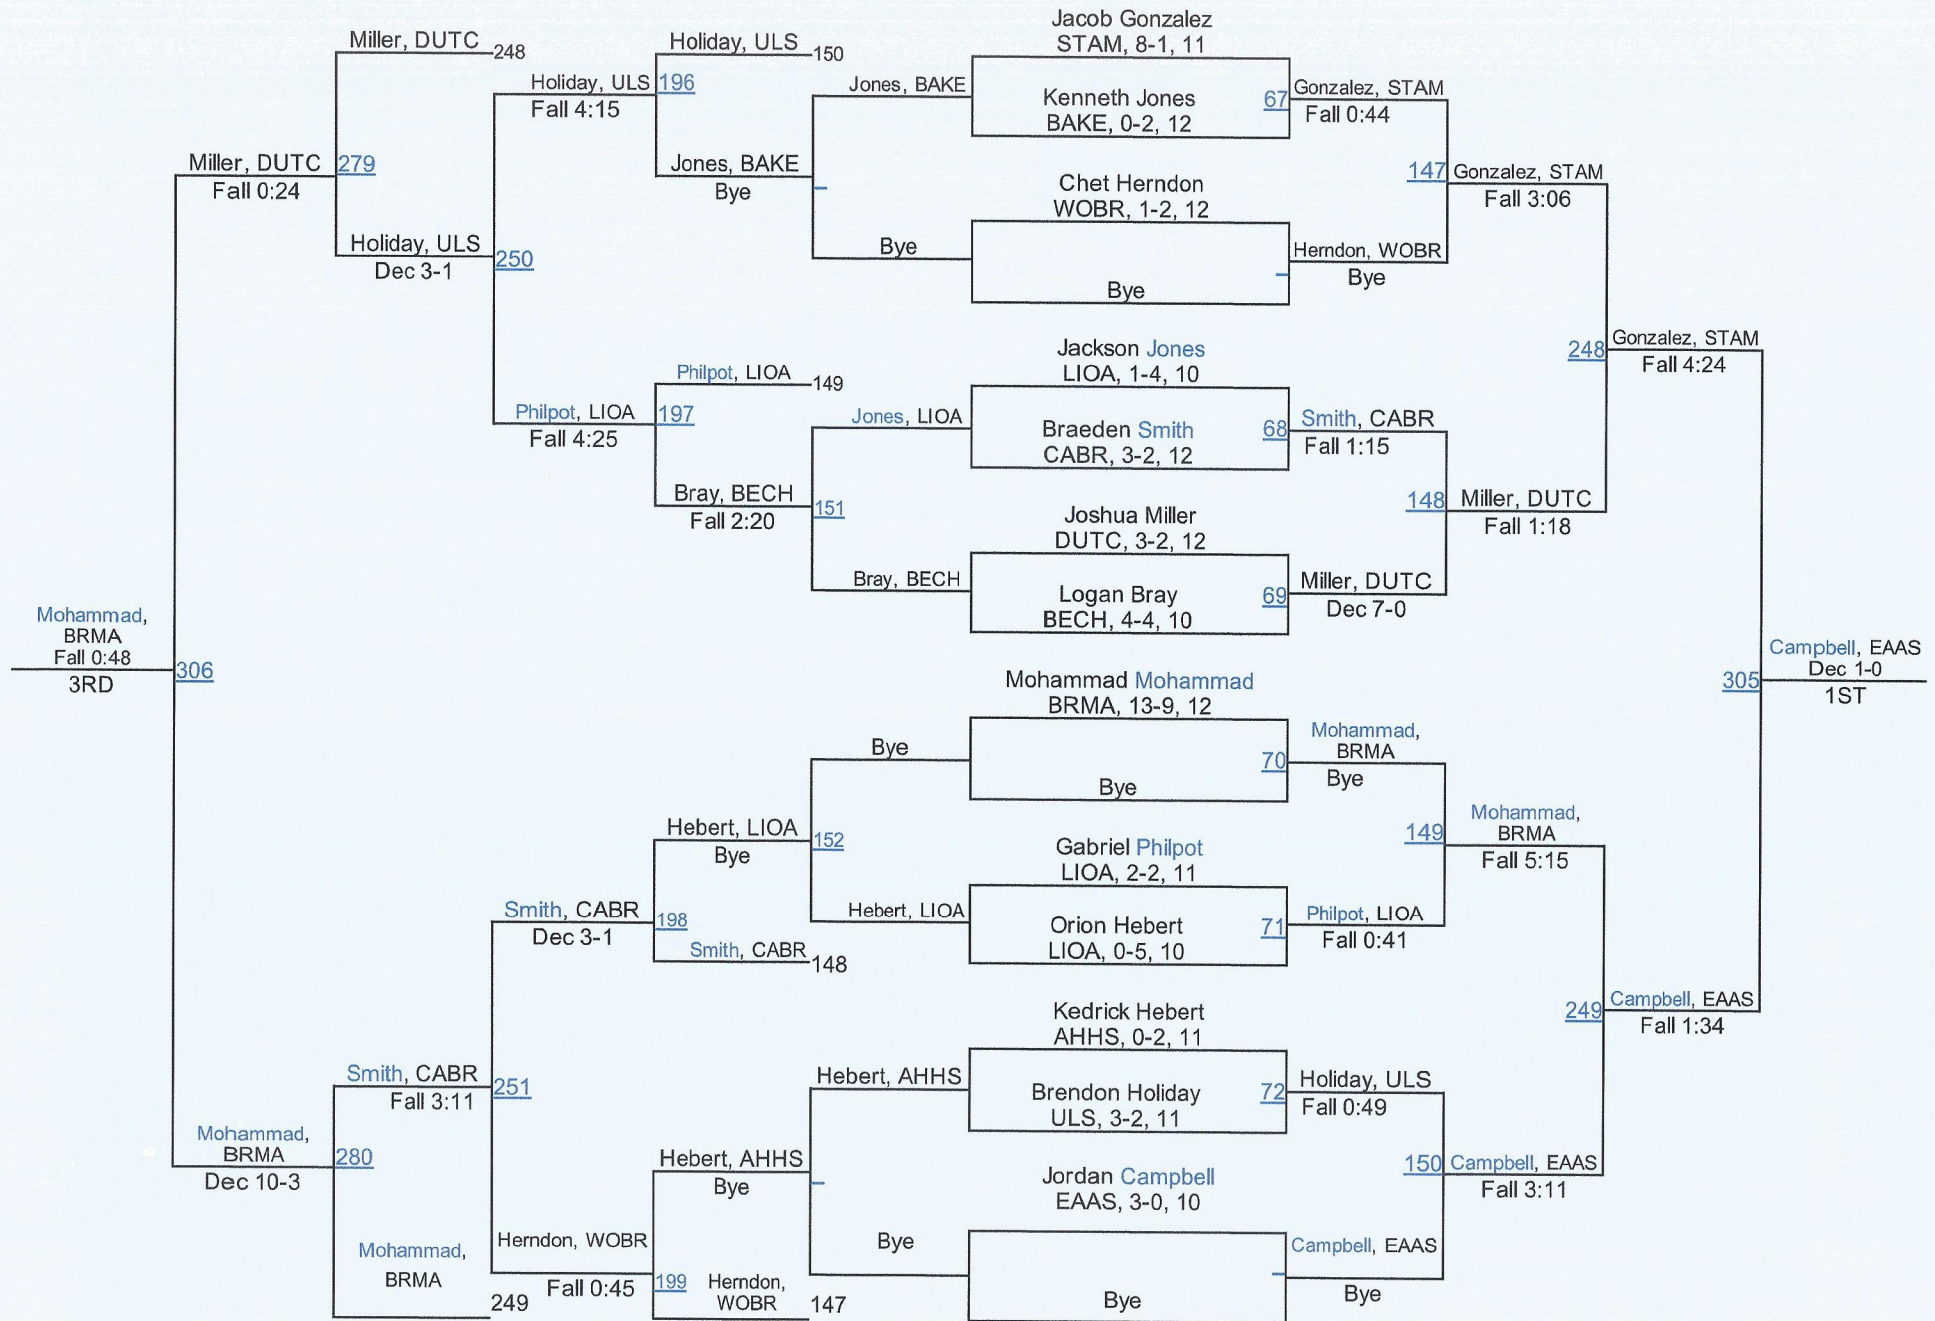 Jacob Gonzalez
STAM, 8-1, 11
Miller, DUTC
248
Holiday, ULS
150
Holiday, ULS
196
Fall 4:15
Jones, BAKE
Kenneth Jones
BAKE, 0-2, 12
67
Gonzalez, STAM
Fall 0:44
Miller, DUTC
279
Fall 0:24
Jones, BAKE
Bye
Chet Herndon
WOBR, 1-2, 12
147
Gonzalez, STAM
Fall 3:06
Holiday, ULS
Dec 3-1
250
Bye
Bye
Herndon, WOBR
Bye
Jackson Jones
LIOA, 1-4, 10
248
Gonzalez, STAM
Fall 4:24
Philpot, LIOA
149
Philpot, LIOA
197
Fall 4:25
Jones, LIOA
Braeden Smith
CABR, 3-2, 12
68
Smith, CABR
Fall 1:15
Bray, BECH
151
Fall 2:20
Joshua Miller
DUTC, 3-2, 12
148
Miller, DUTC
Fall 1:18
Bray, BECH
Logan Bray
BECH, 4-4, 10
69
Miller, DUTC
Dec 7-0
Mohammad,
BRMA
Fall 0:48
3RD
306
Mohammad Mohammad
BRMA, 13-9, 12
305
Campbell, EAAS
Dec 1-0
1ST
Bye
Bye
70
Mohammad,
BRMA
Bye
Hebert, LIOA
Bye
152
Gabriel Philpot
LIOA, 2-2, 11
149
Mohammad,
BRMA
Fall 5:15
Smith, CABR
Dec 3-1
198
Hebert, LIOA
Orion Hebert
LIOA, 0-5, 10
71
Philpot, LIOA
Fall 0:41
Smith, CABR
148
Kedrick Hebert
AHHS, 0-2, 11
249
Campbell, EAAS
Fall 1:34
Smith, CABR
Fall 3:11
251
Hebert, AHHS
Brendon Holiday
ULS, 3-2, 11
72
Holiday, ULS
Fall 0:49
Mohammad,
BRMA
280
Dec 10-3
Hebert, AHHS
Bye
Jordan Campbell
EAAS, 3-0, 10
150
Campbell, EAAS
Fall 3:11
Mohammad,
BRMA
249
Herndon, WOBR
Fall 0:45
199
Herndon,
WOBR
147
Bye
Bye
Campbell, EAAS
Bye